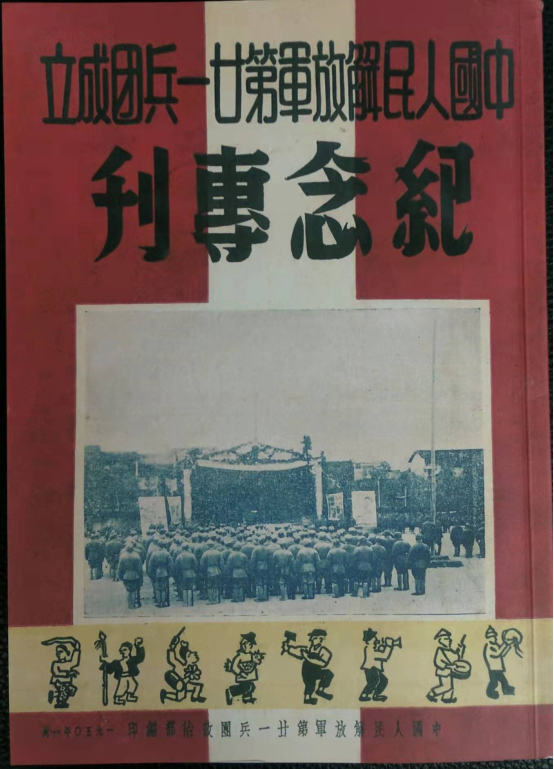 中國人民解放軍第廿一兵团成立
紀念專刊
中國人民解放軍第廿一兵團政治部編印 一九五〇年